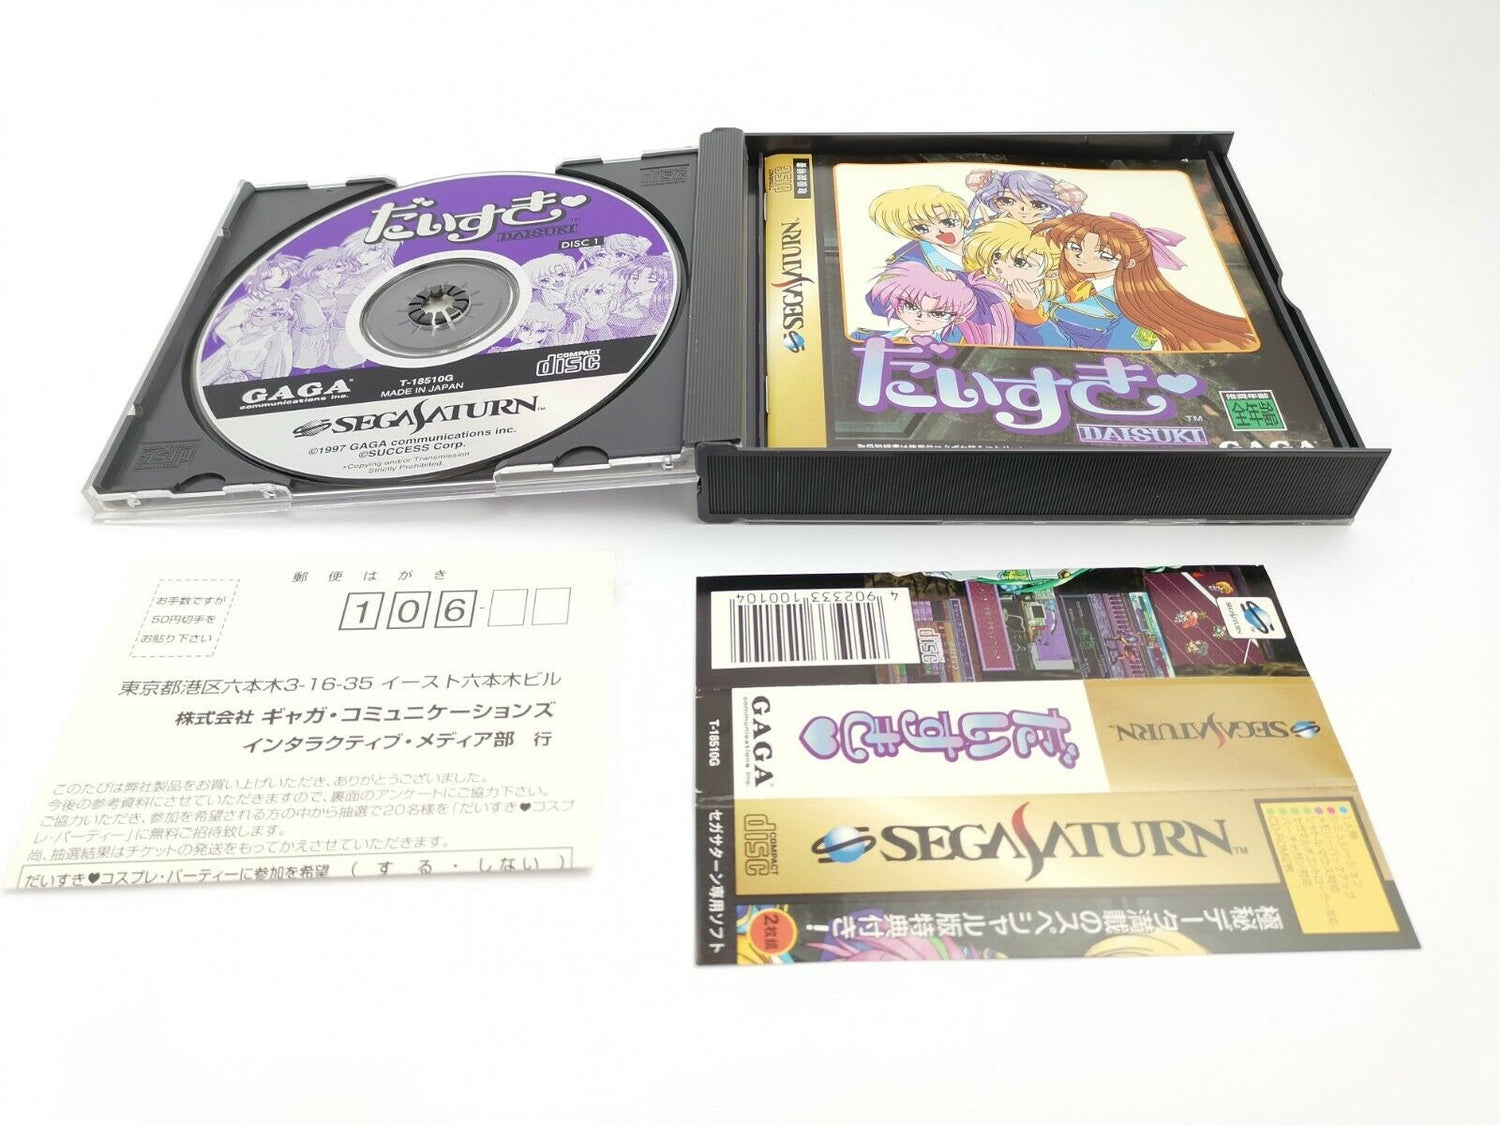 だいすき
DAISUKI
DISC 1
GAGA
communications inc.
T-18510G
MADE IN JAPAN
COMPACT
disc
SEGA SATURN
©1997 GAGA communications inc.
©SUCCESS Corp.
•Copying and/or Transmission
Strictly Prohibited.
disc
SEGA SATURN
だいすき
DAISUKI
推奨年齢
全年齢
GAGA
郵便はがき
お手数ですが
50円切手を
お貼り下さい
106-
東京都港区六本木3-16-35 イースト六本木ビル
株式会社 ギャガ・コミュニケーションズ
インタラクティブ・メディア部 行
このたびは弊社製品をお買い上げいただき、ありがとうございました。
今後の参考資料にさせていただきますので、裏面のアンケートにご協力下さい。
ご協力いただき、参加を希望される方の中から抽選で20名様を「だいすき♥コスプ
レ・パーティー」に無料ご招待致します。
尚、抽選結果はチケットの発送をもってかえさせていただきます。
だいすき♥コスプレ・パーティーに参加を希望 ( する・しない )
4 902333 100104
disc
SEGA SATURN
T-18510G
GAGA
communications inc.
だいすき
SEGA SATURN
セガサターン専用ソフト
COMPACT
disc
SEGA SATURN
2枚組
極秘データ満載のスペシャル版特典付き!